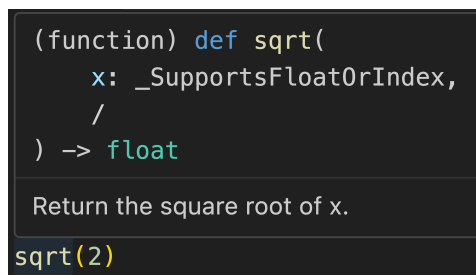 (function) def sqrt(
    x: _SupportsFloatOrIndex,
    /
) -> float
Return the square root of x.
sqrt(2)